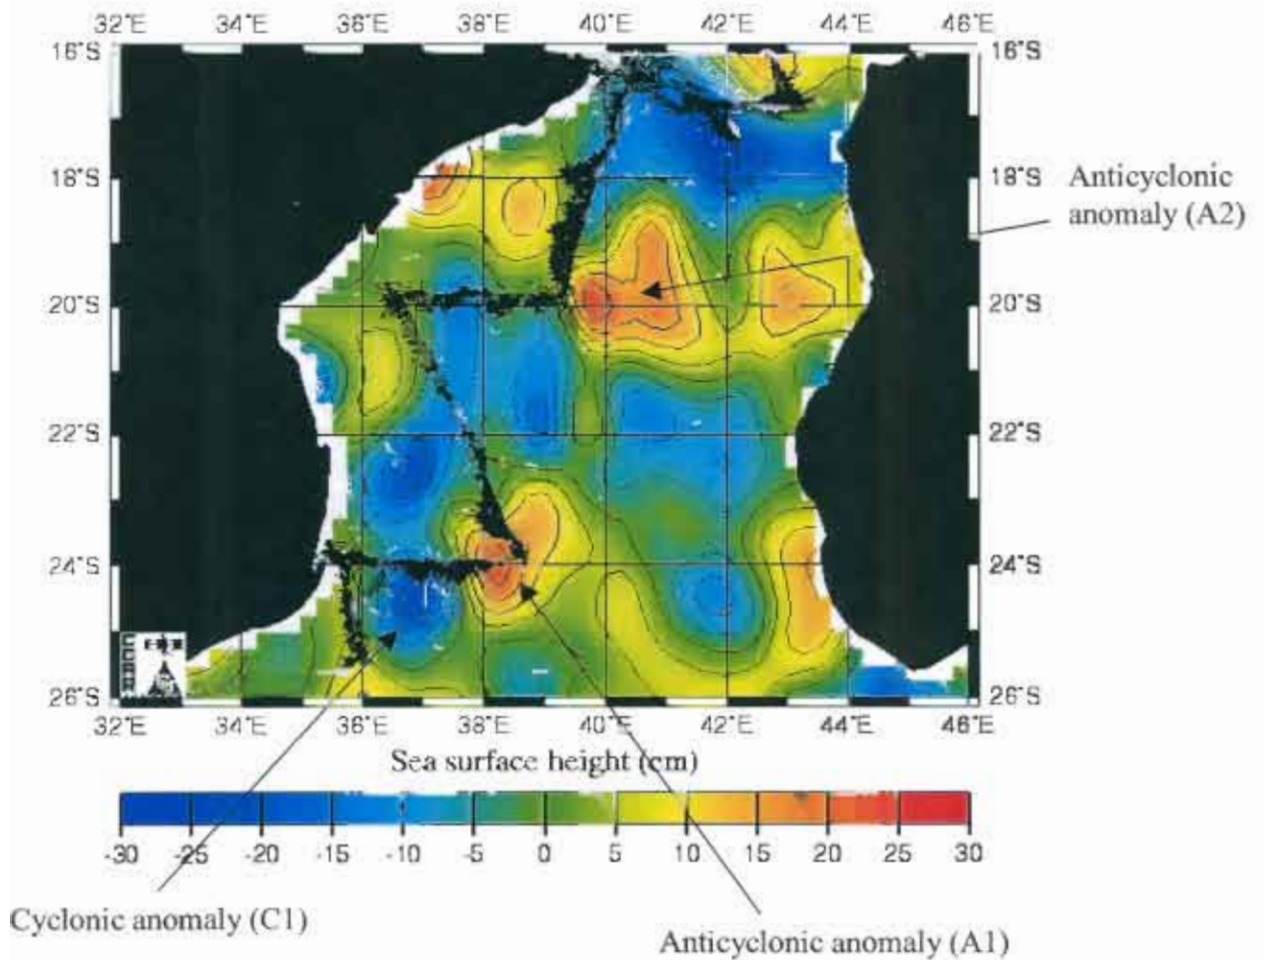 32°E 34°E 36°E 38°E 40°E 42°E 44°E 46°E
16°S 16°S
18°S 18°S
Anticyclonic
anomaly (A2)
20°S 20°S
22°S 22°S
24°S 24°S
26°S 26°S
32°E 34°E 36°E 38°E 40°E 42°E 44°E 46°E
Sea surface height (cm)
-30 -25 -20 -15 -10 -5 0 5 10 15 20 25 30
Cyclonic anomaly (C1)
Anticyclonic anomaly (A1)